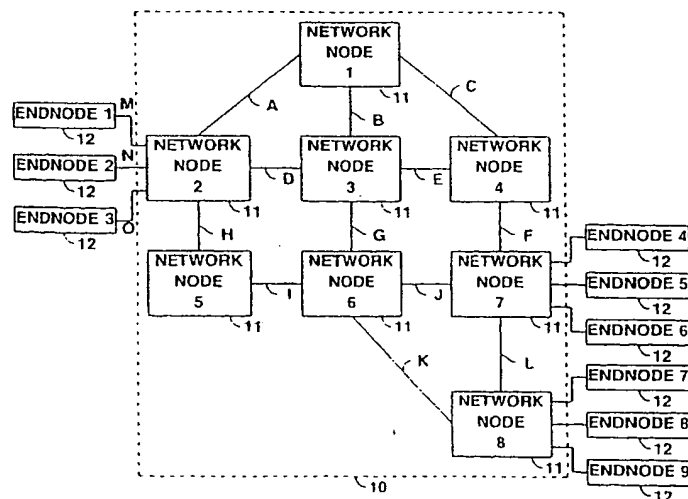 NETWORK
NODE
1
11
A
B
C
M
ENDNODE 1
12
N
ENDNODE 2
12
ENDNODE 3
12
O
NETWORK
NODE
2
11
D
NETWORK
NODE
3
11
E
NETWORK
NODE
4
11
H
G
F
NETWORK
NODE
5
11
I
NETWORK
NODE
6
11
J
NETWORK
NODE
7
11
ENDNODE 4
12
ENDNODE 5
12
ENDNODE 6
12
K
L
NETWORK
NODE
8
11
ENDNODE 7
12
ENDNODE 8
12
ENDNODE 9
12
10